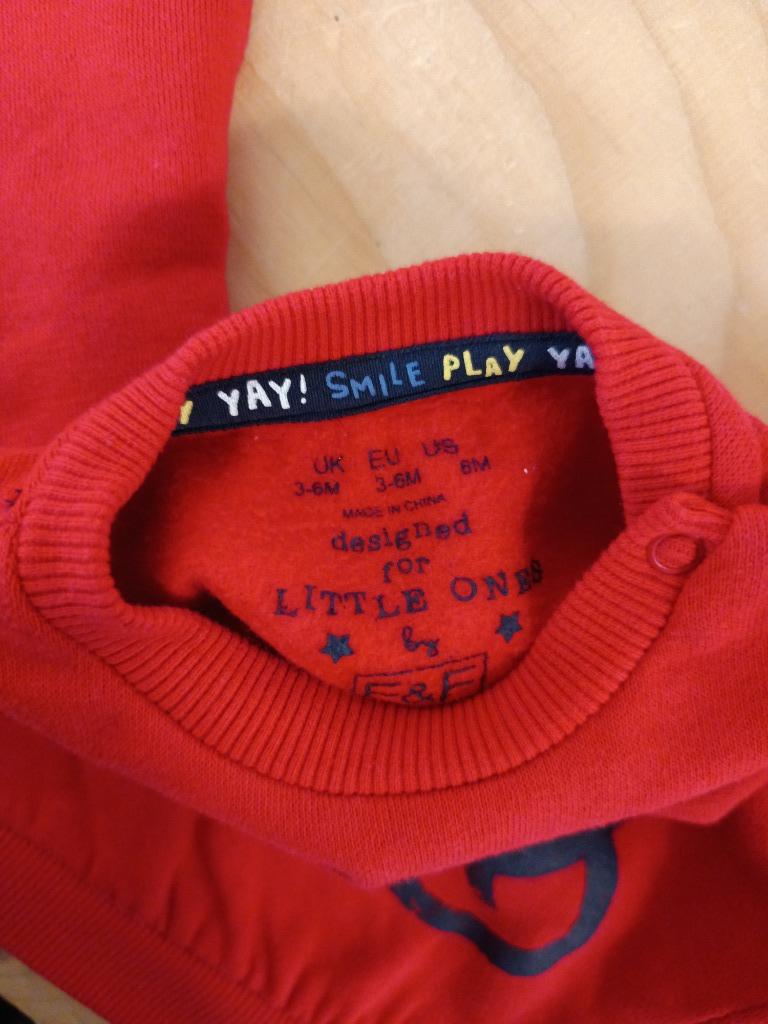 YAY! SMILE PLAY YA
UK EU US
3-6M 3-6M 6M
MADE IN CHINA
designed
for
LITTLE ONES
by
F&F